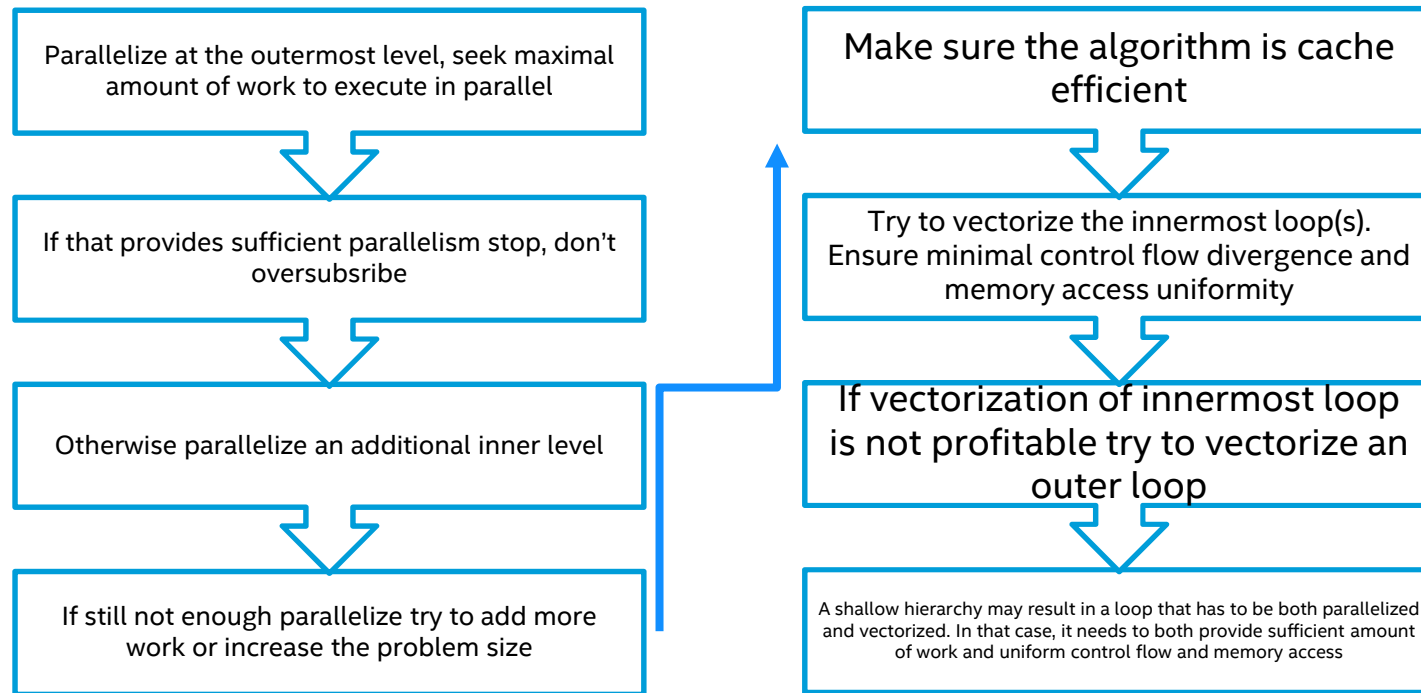 Parallelize at the outermost level, seek maximal
amount of work to execute in parallel
If that provides sufficient parallelism stop, don’t
oversubsribe
Otherwise parallelize an additional inner level
If still not enough parallelize try to add more
work or increase the problem size
Make sure the algorithm is cache
efficient
Try to vectorize the innermost loop(s).
Ensure minimal control flow divergence and
memory access uniformity
If vectorization of innermost loop
is not profitable try to vectorize an
outer loop
A shallow hierarchy may result in a loop that has to be both parallelized
and vectorized. In that case, it needs to both provide sufficient amount
of work and uniform control flow and memory access